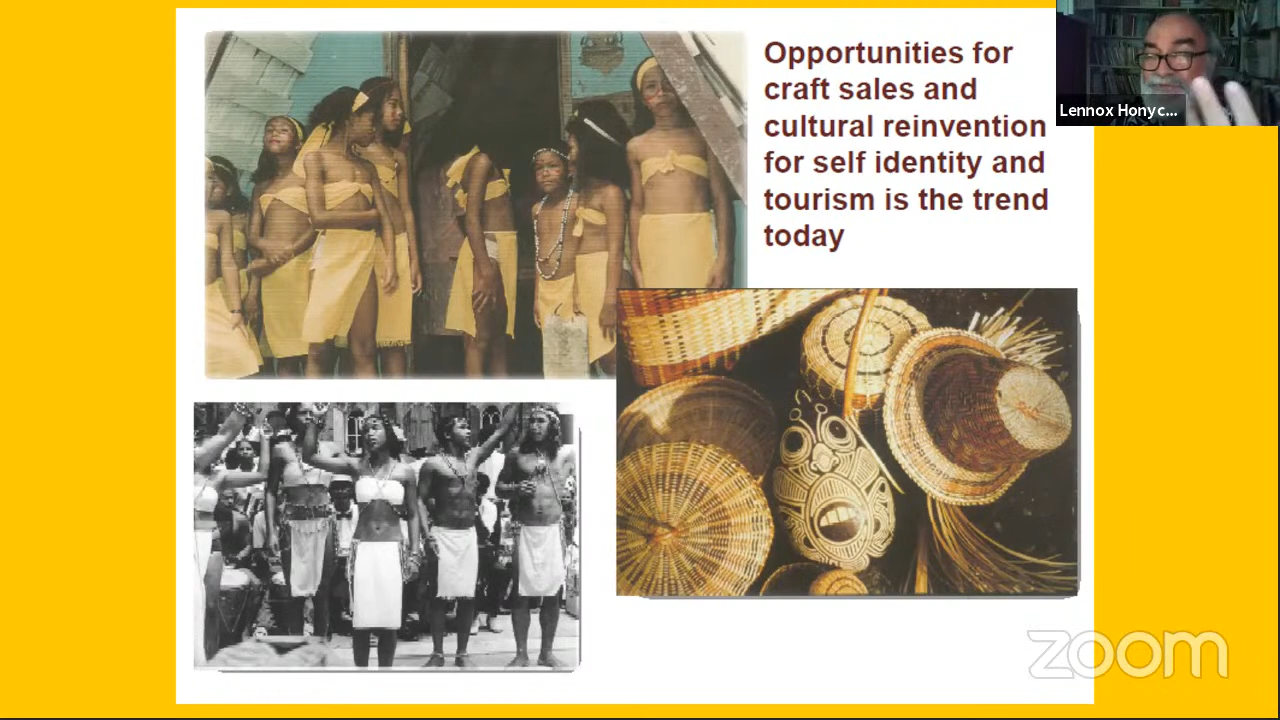 Opportunities for
craft sales and
cultural reinvention
for self identity and
tourism is the trend
today
Lennox Honyc...
zoom